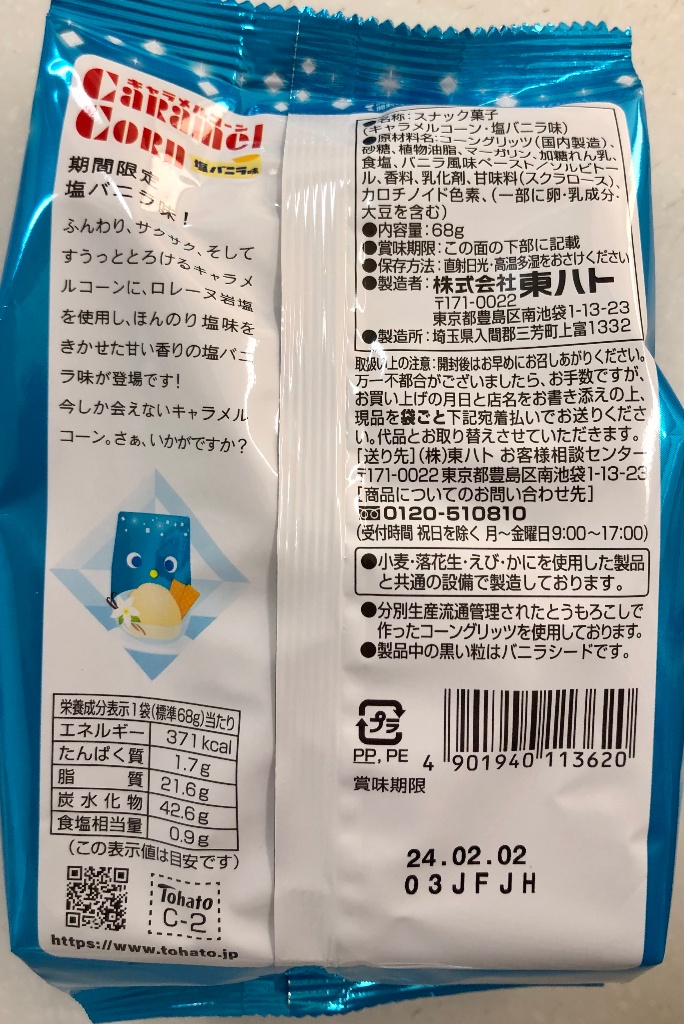 キャラメルコーン
Caramel
Corn
塩バニラ味
期間限定
塩バニラ味！
ふんわり、サクサク、そして
すうっととろけるキャラメ
ルコーンに、ロレーヌ岩塩
を使用し、ほんのり塩味を
きかせた甘い香りの塩バニ
ラ味が登場です！
今しか会えないキャラメル
コーン。さぁ、いかがですか？
栄養成分表示1袋(標準68g)当たり
エネルギー 371kcal
たんぱく質 1.7g
脂質 21.6g
炭水化物 42.6g
食塩相当量 0.9g
(この表示値は目安です)
Tohato
C-2
https://www.tohato.jp
●名称：スナック菓子
(キャラメルコーン・塩バニラ味)
●原材料名：コーングリッツ(国内製造)、
砂糖、植物油脂、マーガリン、加糖れん乳、
食塩、バニラ風味ペースト／ソルビトー
ル、香料、乳化剤、甘味料(スクラロース)、
カロチノイド色素、(一部に卵・乳成分・
大豆を含む)
●内容量：68g
●賞味期限：この面の下部に記載
●保存方法：直射日光・高温多湿をおさけください
●製造者：株式会社東ハト
〒171-0022
東京都豊島区南池袋1-13-23
●製造所：埼玉県入間郡三芳町上富1332
取扱い上の注意：開封後はお早めにお召しあがりください。
万一不都合がございましたら、お手数ですが、
お買い上げの月日と店名をお書き添えの上、
現品を袋ごと下記宛着払いでお送りくださ
い。代品とお取り替えさせていただきます。
[送り先](株)東ハト お客様相談センター
〒171-0022 東京都豊島区南池袋1-13-23
[商品についてのお問い合わせ先]
0120-510810
(受付時間 祝日を除く 月～金曜日9:00～17:00)
●小麦・落花生・えび・かにを使用した製品
と共通の設備で製造しております。
●分別生産流通管理されたとうもろこしで
作ったコーングリッツを使用しております。
●製品中の黒い粒はバニラシードです。
プラ
PP, PE
4 901940 113620
賞味期限
24.02.02
03JFJH